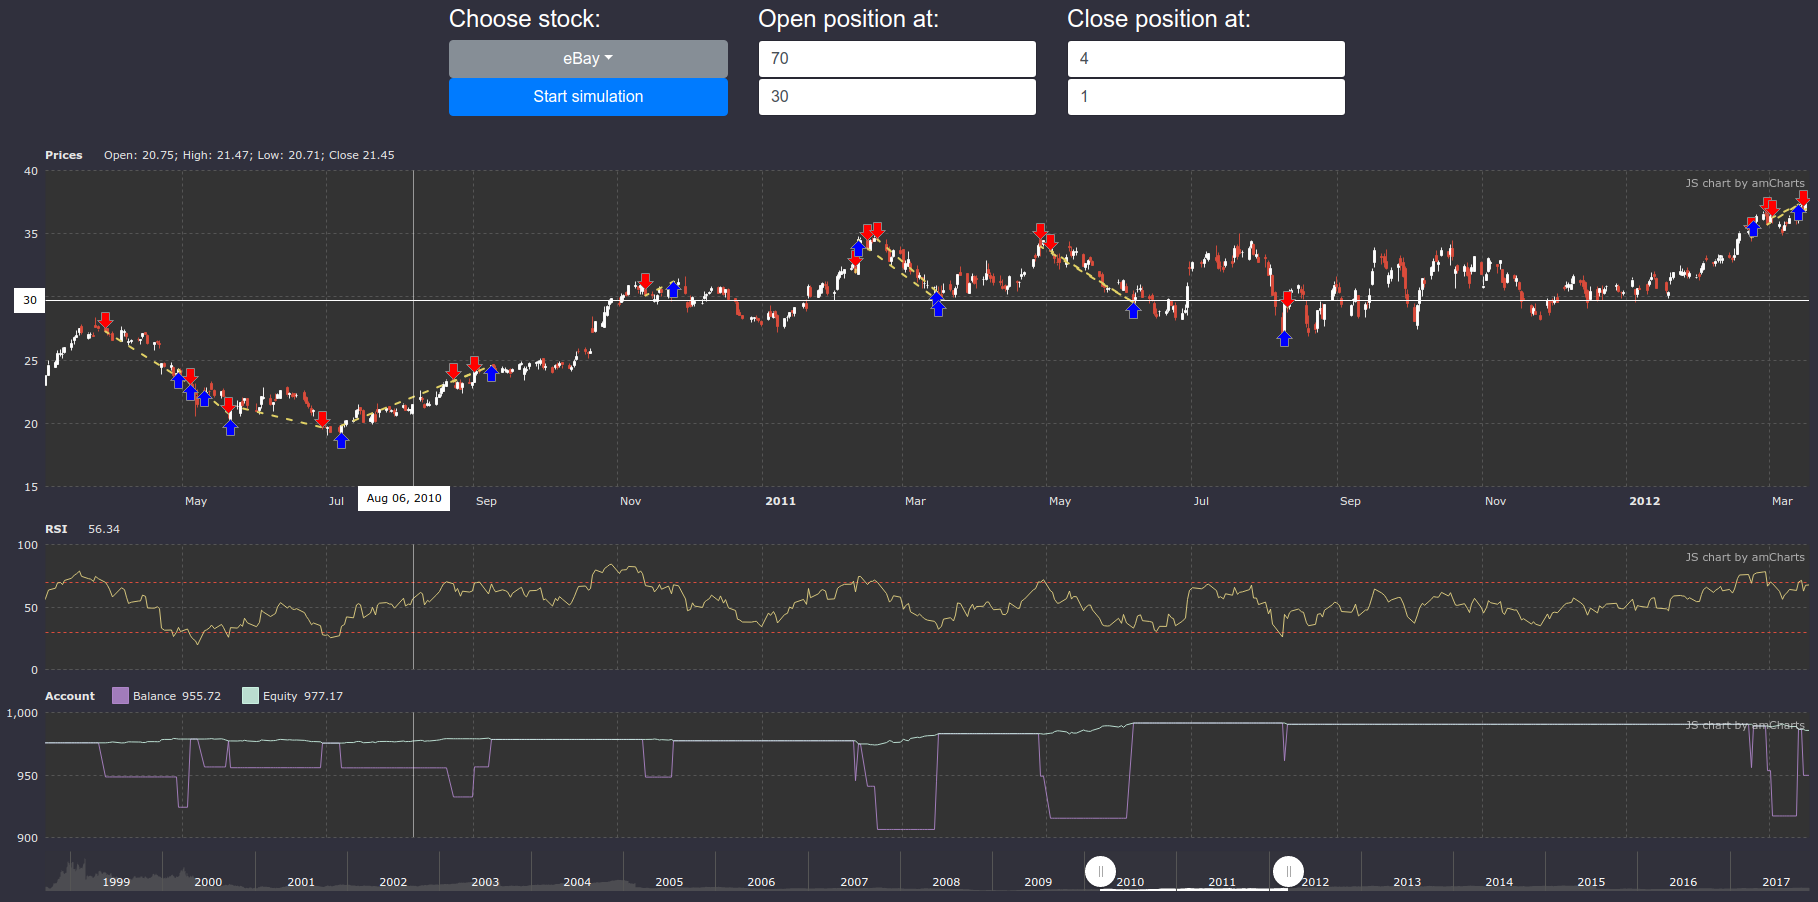 Choose stock: Open position at: Close position at:
eBay 70 4
Start simulation 30 1
Prices Open: 20.75; High: 21.47; Low: 20.71; Close 21.45
JS chart by amCharts
40
35
30
25
20
15
May Jul Aug 06, 2010 Sep Nov 2011 Mar May Jul Sep Nov 2012 Mar
RSI 56.34
JS chart by amCharts
100
50
0
Account Balance 955.72 Equity 977.17
JS chart by amCharts
1,000
950
900
1999 2000 2001 2002 2003 2004 2005 2006 2007 2008 2009 2010 2011 2012 2013 2014 2015 2016 2017